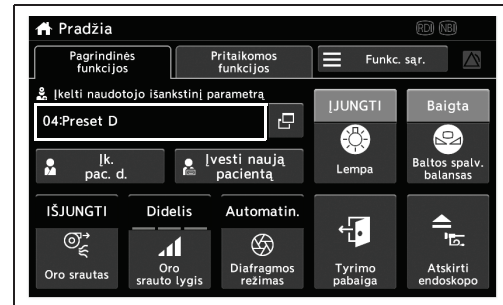 Pradžia
RDI NBI
Pagrindinės
funkcijos
Pritaikomos
funkcijos
Funkc. sąr.
Įkelti naudotojo išankstinį parametrą
04:Preset D
ĮJUNGTI
Lempa
Baigta
Baltos spalv.
balansas
Įk.
pac. d.
Įvesti naują
pacientą
IŠJUNGTI
Oro srautas
Didelis
Oro
srauto lygis
Automatin.
Diafragmos
režimas
Tyrimo
pabaiga
Atskirti
endoskopo